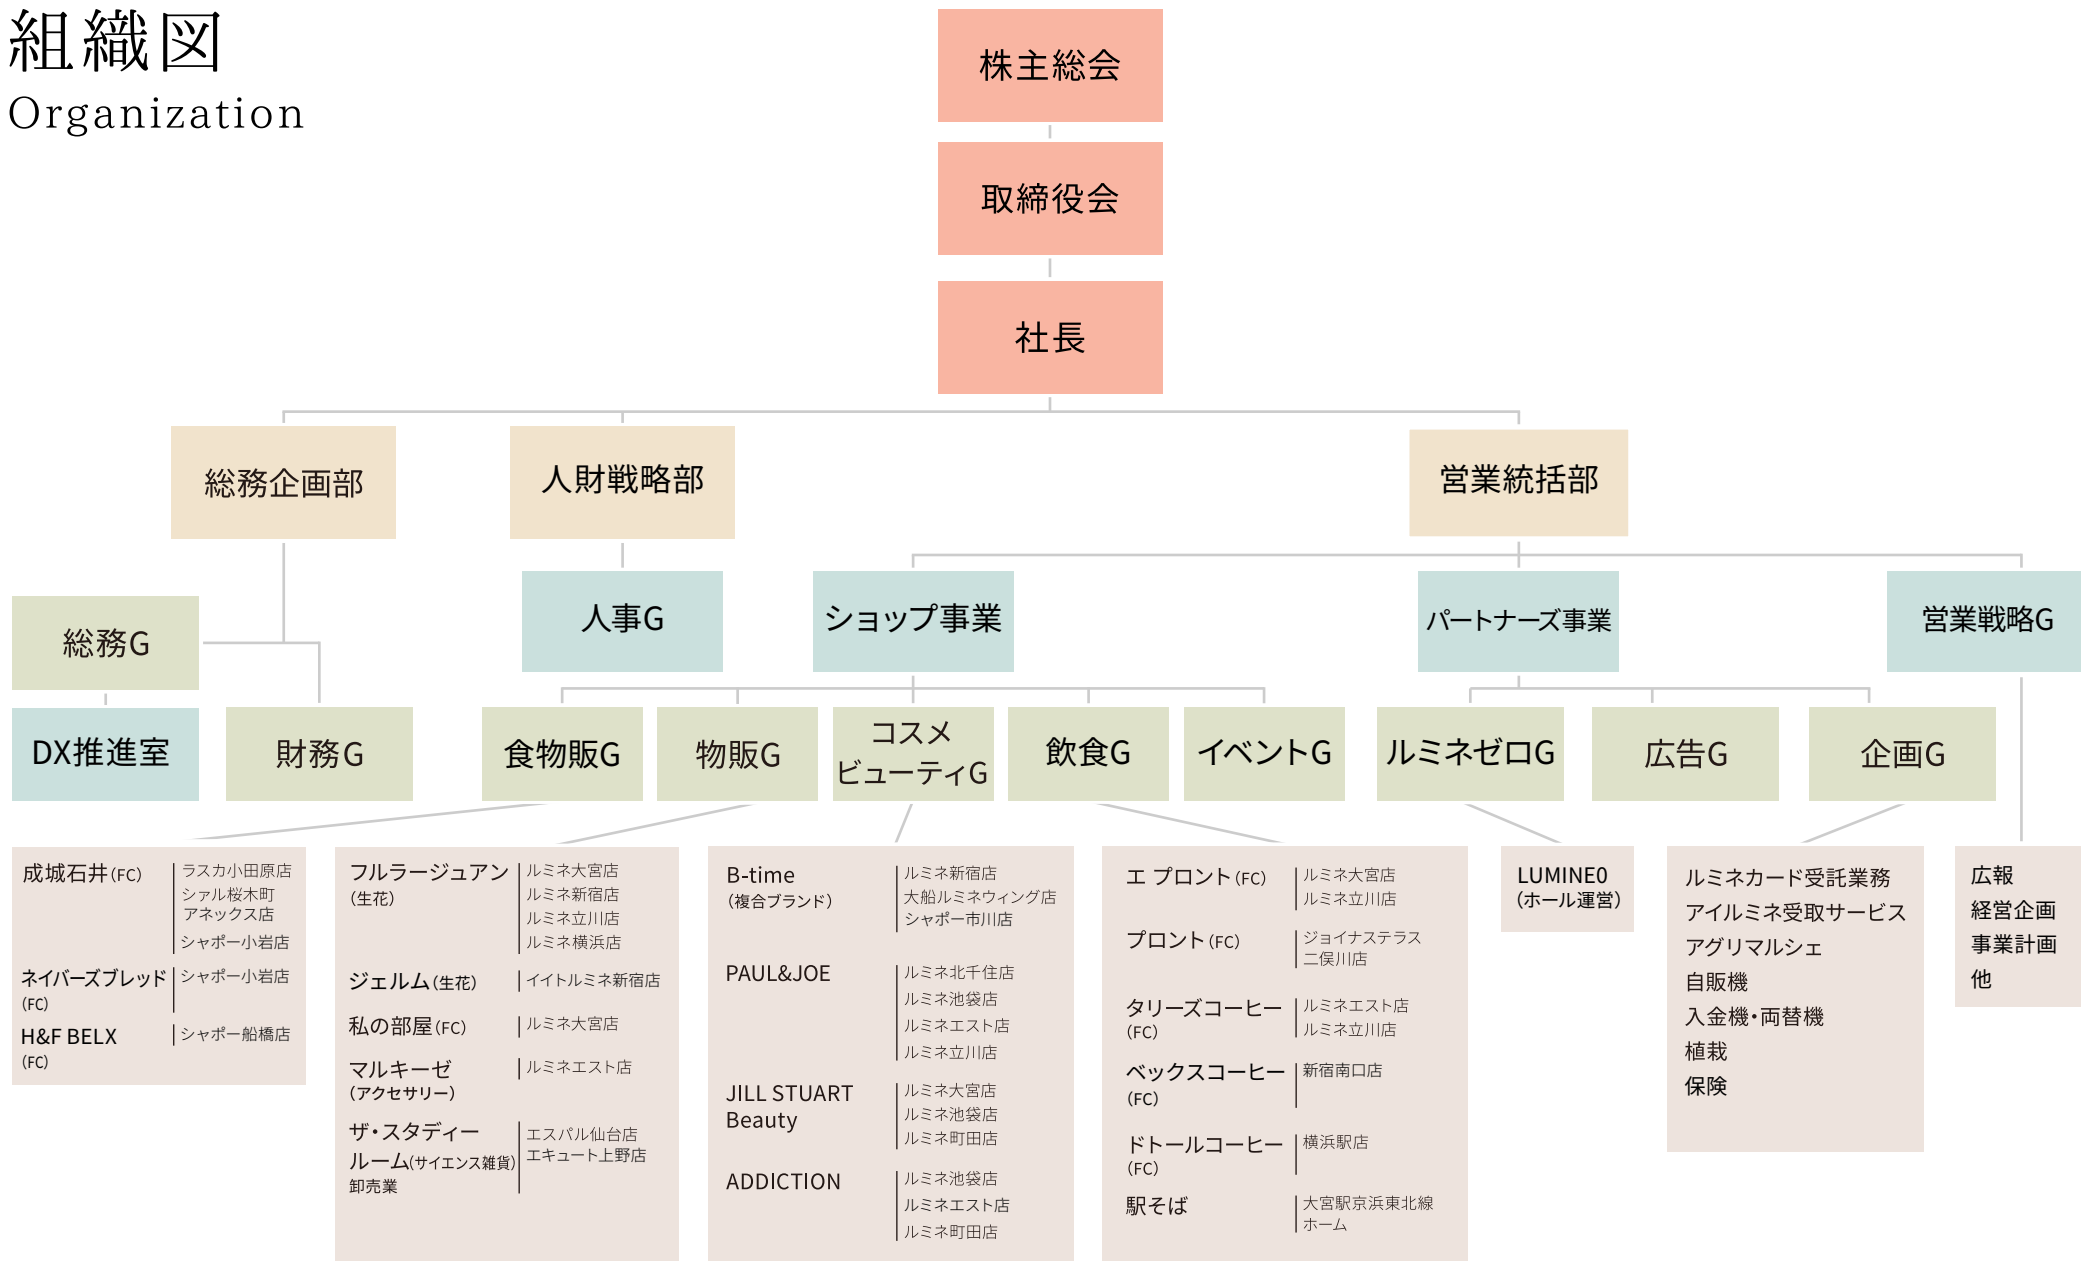 組織図
Organization
株主総会
取締役会
社長
総務企画部
人財戦略部
営業統括部
総務G
人事G
ショップ事業
パートナーズ事業
営業戦略G
DX推進室
財務G
食物販G
物販G
コスメ
ビューティG
飲食G
イベントG
ルミネゼロG
広告G
企画G
成城石井(FC)
ラスカ小田原店
シァル桜木町
アネックス店
シャポー小岩店
ネイバーズブレッド
(FC)
シャポー小岩店
H&F BELX
(FC)
シャポー船橋店
フルラージュアン
(生花)
ルミネ大宮店
ルミネ新宿店
ルミネ立川店
ルミネ横浜店
ジェルム(生花)
イイトルミネ新宿店
私の部屋(FC)
ルミネ大宮店
マルキーゼ
(アクセサリー)
ルミネエスト店
ザ・スタディー
ルーム(サイエンス雑貨)
卸売業
エスパル仙台店
エキュート上野店
B-time
(複合ブランド)
ルミネ新宿店
大船ルミネウィング店
シャポー市川店
PAUL&JOE
ルミネ北千住店
ルミネ池袋店
ルミネエスト店
ルミネ立川店
JILL STUART
Beauty
ルミネ大宮店
ルミネ池袋店
ルミネ町田店
ADDICTION
ルミネ池袋店
ルミネエスト店
ルミネ町田店
エ プロント(FC)
ルミネ大宮店
ルミネ立川店
プロント(FC)
ジョイナステラス
二俣川店
タリーズコーヒー
(FC)
ルミネエスト店
ルミネ立川店
ベックスコーヒー
(FC)
新宿南口店
ドトールコーヒー
(FC)
横浜駅店
駅そば
大宮駅京浜東北線
ホーム
LUMINE0
(ホール運営)
ルミネカード受託業務
アイルミネ受取サービス
アグリマルシェ
自販機
入金機・両替機
植栽
保険
広報
経営企画
事業計画
他